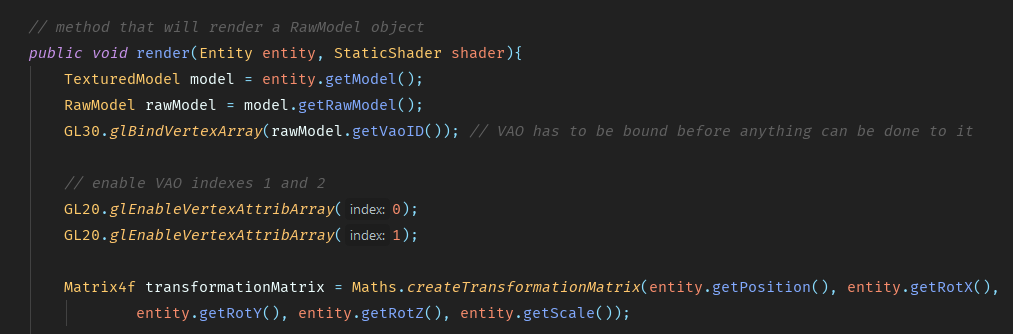 // method that will render a RawModel object
public void render(Entity entity, StaticShader shader){
TexturedModel model = entity.getModel();
RawModel rawModel = model.getRawModel();
GL30.glBindVertexArray(rawModel.getVaoID()); // VAO has to be bound before anything can be done to it
// enable VAO indexes 1 and 2
GL20.glEnableVertexAttribArray( index: 0);
GL20.glEnableVertexAttribArray( index: 1);
Matrix4f transformationMatrix = Maths.createTransformationMatrix(entity.getPosition(), entity.getRotX(),
entity.getRotY(), entity.getRotZ(), entity.getScale());